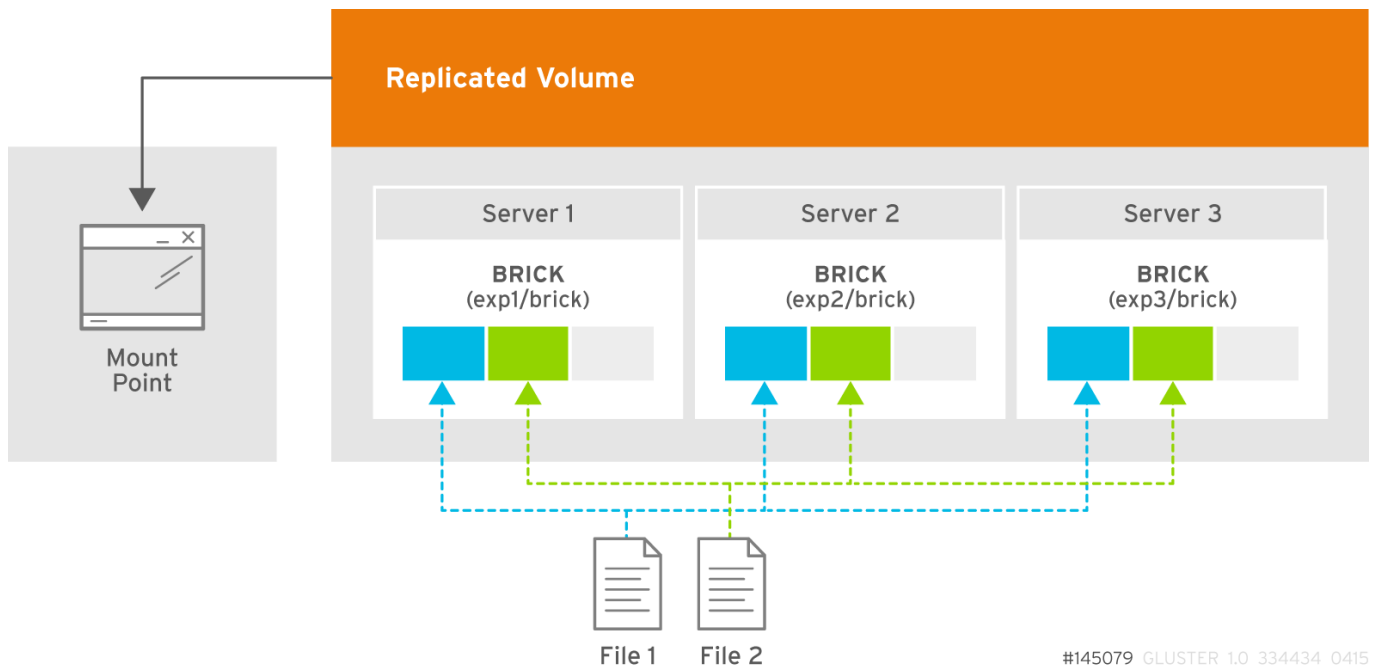 Replicated Volume
Server 1
Server 2
Server 3
BRICK
(exp1/brick)
BRICK
(exp2/brick)
BRICK
(exp3/brick)
Mount
Point
File 1
File 2
#145079 GLUSTER 1.0 334434 0415